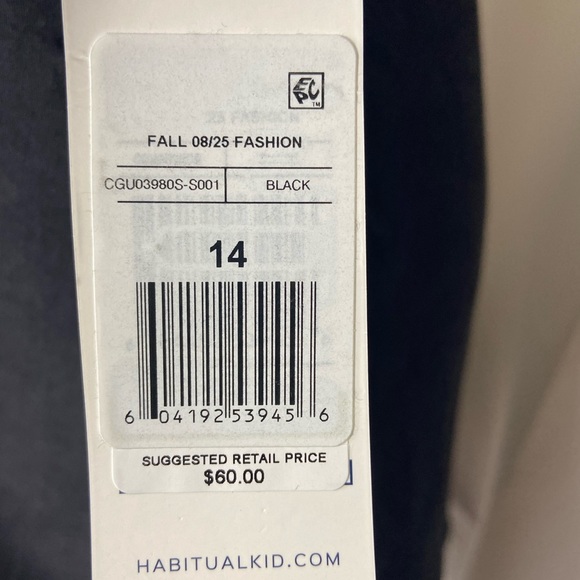 EPC™
FALL 08/25 FASHION
CGU03980S-S001 BLACK
14
6 04192 53945 6
SUGGESTED RETAIL PRICE
$60.00
HABITUALKID.COM